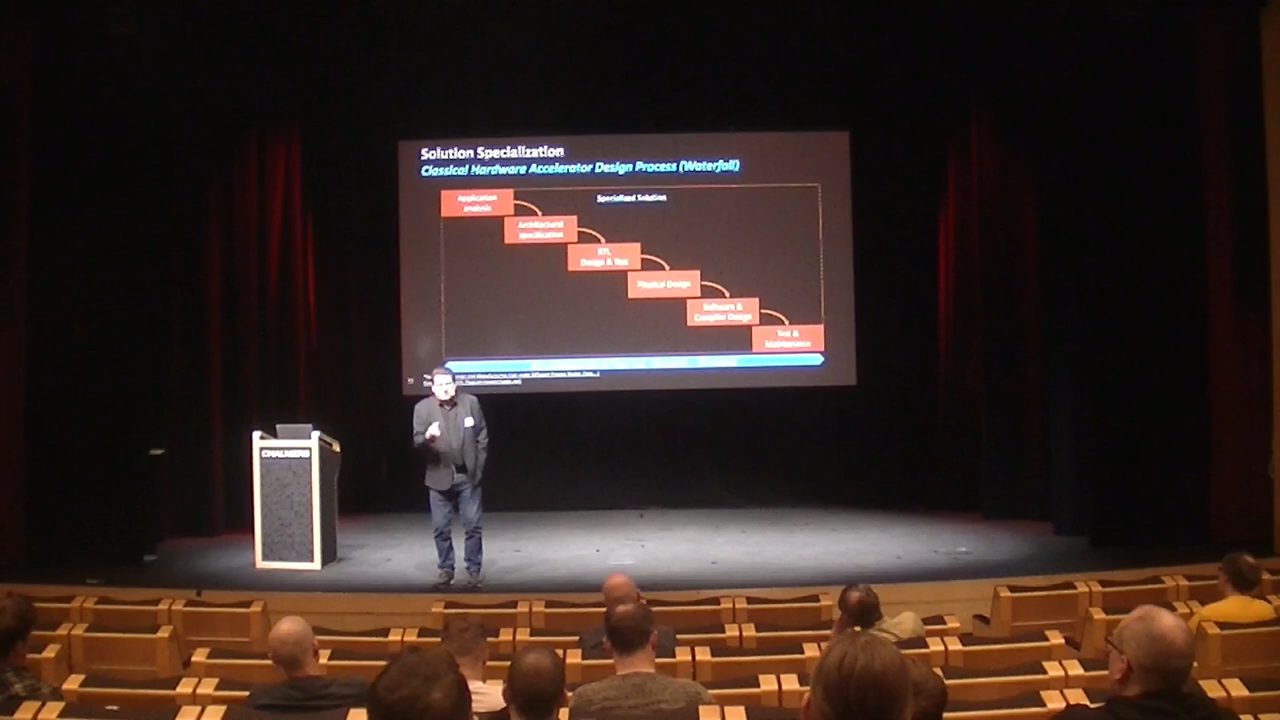 Solution Specialization
Classical Hardware Accelerator Design Process (Waterfall)
Application
analysis
Specialized Solution
Architectural
specification
RTL
Design & Test
Physical Design
Software &
Compiler Design
Test &
Maintenance
CHALMERS